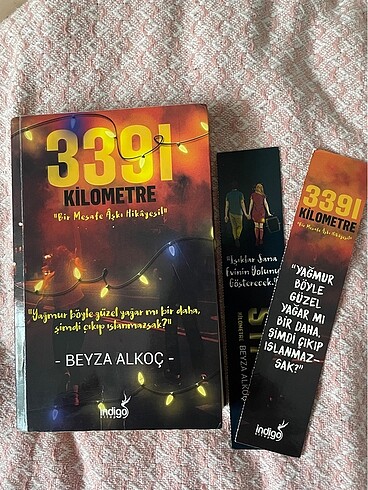 3391
KİLOMETRE
"Bir Mesafe Aşkı Hikâyesi!"
"Yağmur böyle güzel yağar mı bir daha,
şimdi çıkıp ıslanmazsak?"
- BEYZA ALKOÇ -
indigo
"Işıklar Sana
Evinin Yolunu
Gösterecek."
KİLOMETRE
BEYZA ALKOÇ
3391
KİLOMETRE
"Bir Mesafe Aşkı Hikâyesi!"
"YAĞMUR
BÖYLE
GÜZEL
YAĞAR MI
BİR DAHA,
ŞİMDİ ÇIKIP
ISLANMAZ-
SAK?"
indigo